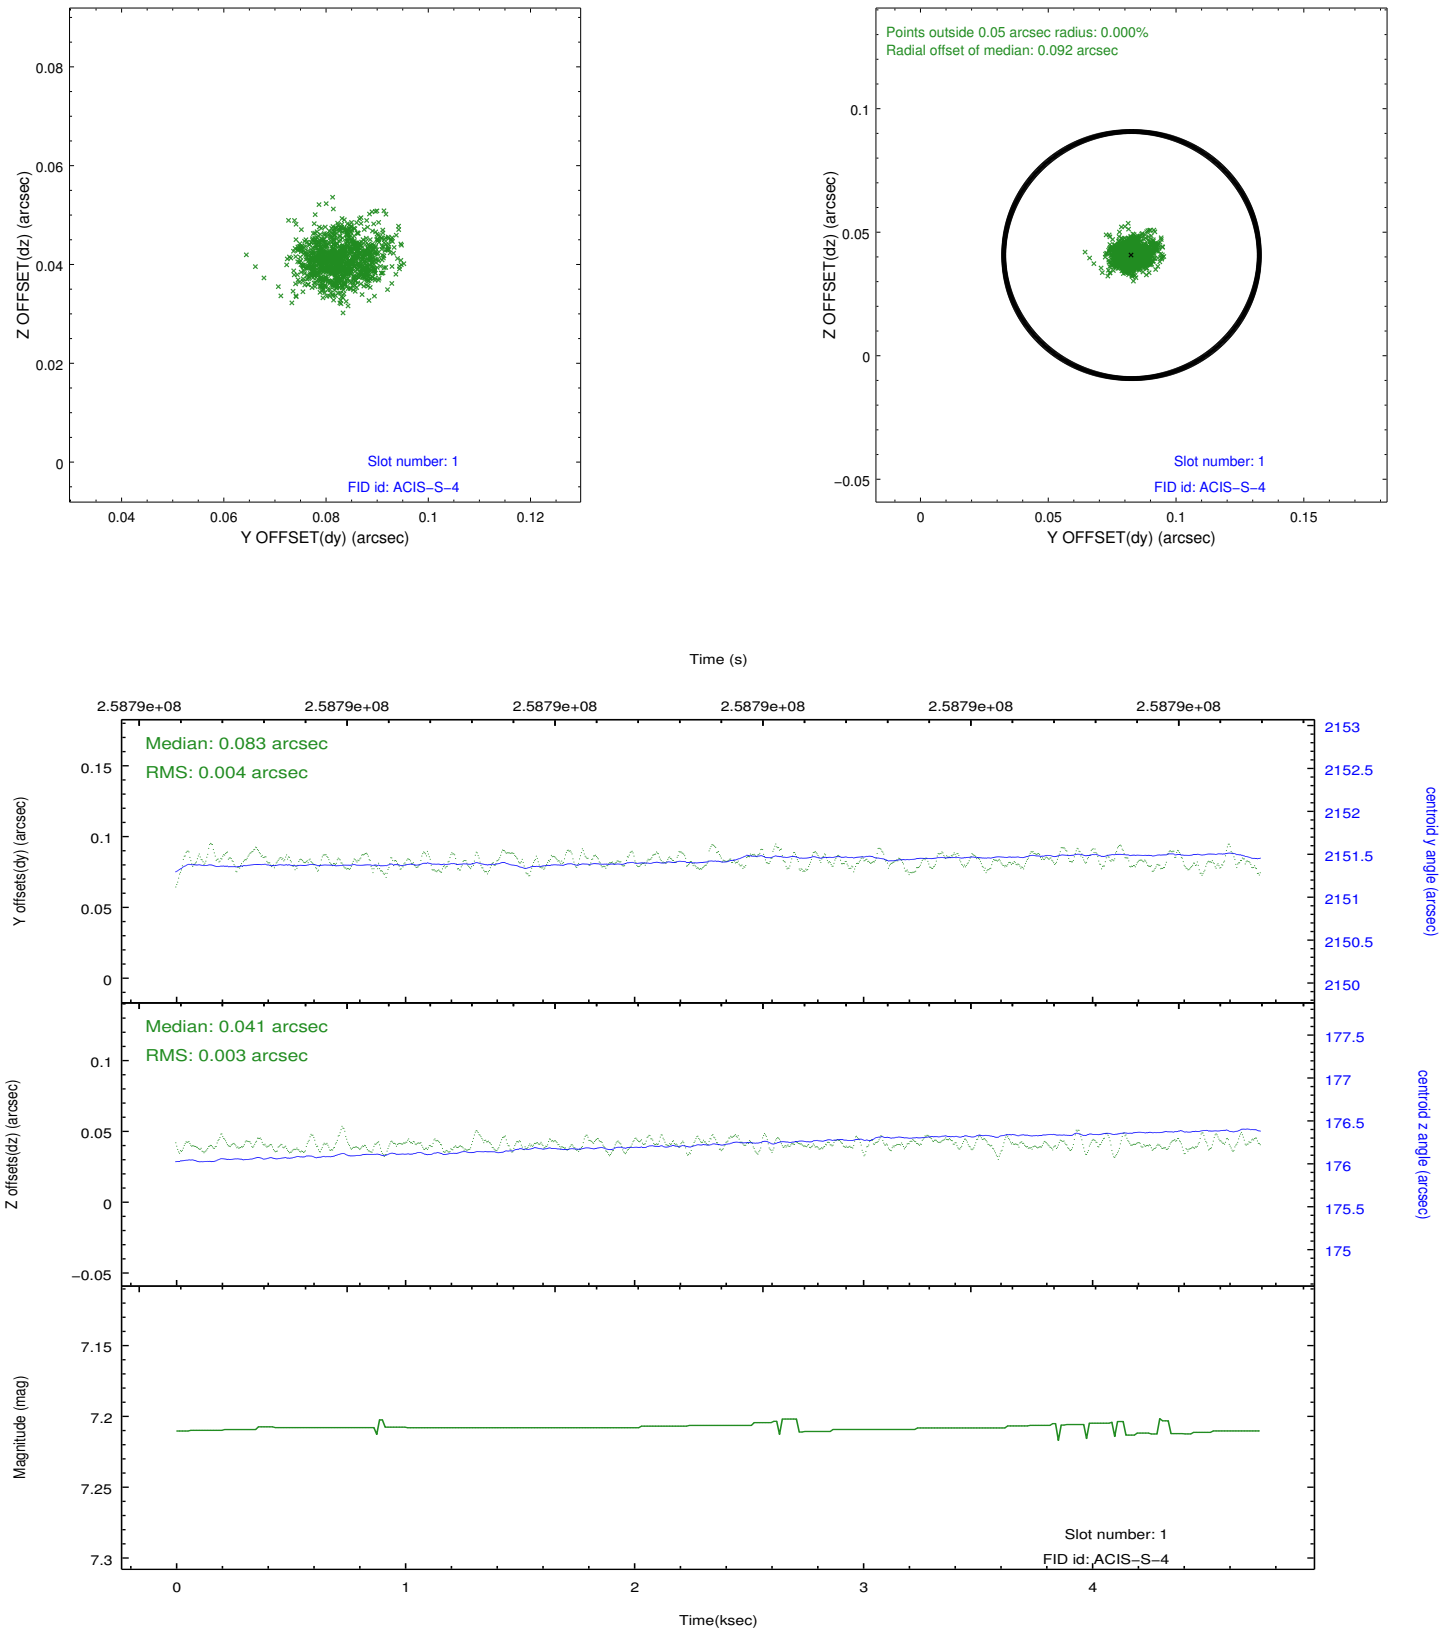 0.08
0.06
0.04
0.02
0
Z OFFSET(dz) (arcsec)
Slot number: 1
FID id: ACIS−S−4
0.04 0.06 0.08 0.1 0.12
Y OFFSET(dy) (arcsec)
Points outside 0.05 arcsec radius: 0.000%
Radial offset of median: 0.092 arcsec
0.1
0.05
0
−0.05
Z OFFSET(dz) (arcsec)
Slot number: 1
FID id: ACIS−S−4
0 0.05 0.1 0.15
Y OFFSET(dy) (arcsec)
Time (s)
2.5879e+08 2.5879e+08 2.5879e+08 2.5879e+08 2.5879e+08 2.5879e+08
Median: 0.083 arcsec
RMS: 0.004 arcsec
0.15
0.1
0.05
0
Y offsets(dy) (arcsec)
2153
2152.5
2152
2151.5
2151
2150.5
2150
centroid y angle (arcsec)
Median: 0.041 arcsec
RMS: 0.003 arcsec
0.1
0.05
0
−0.05
Z offsets(dz) (arcsec)
177.5
177
176.5
176
175.5
175
centroid z angle (arcsec)
7.15
7.2
7.25
7.3
Magnitude (mag)
Slot number: 1
FID id: ACIS−S−4
0 1 2 3 4
Time(ksec)